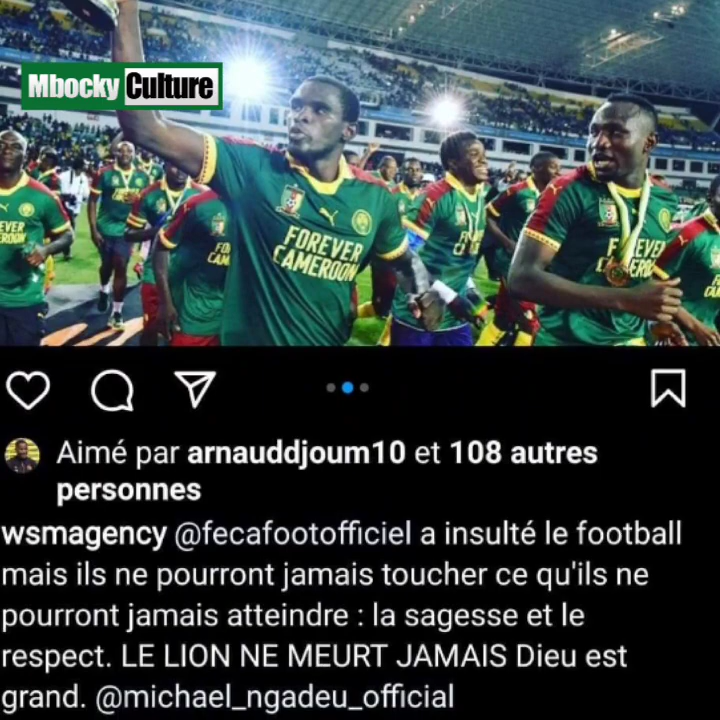 Mbocky Culture
FOREVER
CAMEROON
Aimé par arnauddjoum10 et 108 autres
personnes
wsmagency @fecafootofficiel a insulté le football
mais ils ne pourront jamais toucher ce qu'ils ne
pourront jamais atteindre : la sagesse et le
respect. LE LION NE MEURT JAMAIS Dieu est
grand. @michael_ngadeu_official